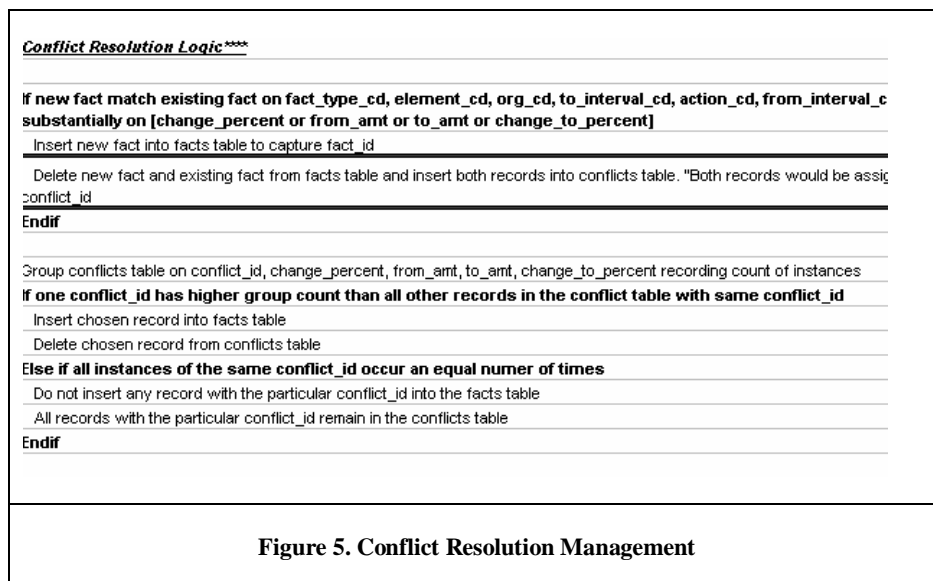 Conflict Resolution Logic****
If new fact match existing fact on fact_type_cd, element_cd, org_cd, to_interval_cd, action_cd, from_interval_c
substantially on [change_percent or from_amt or to_amt or change_to_percent]
Insert new fact into facts table to capture fact_id
Delete new fact and existing fact from facts table and insert both records into conflicts table. "Both records would be assig
conflict_id
Endif
Group conflicts table on conflict_id, change_percent, from_amt, to_amt, change_to_percent recording count of instances
If one conflict_id has higher group count than all other records in the conflict table with same conflict_id
Insert chosen record into facts table
Delete chosen record from conflicts table
Else if all instances of the same conflict_id occur an equal numer of times
Do not insert any record with the particular conflict_id into the facts table
All records with the particular conflict_id remain in the conflicts table
Endif
Figure 5. Conflict Resolution Management